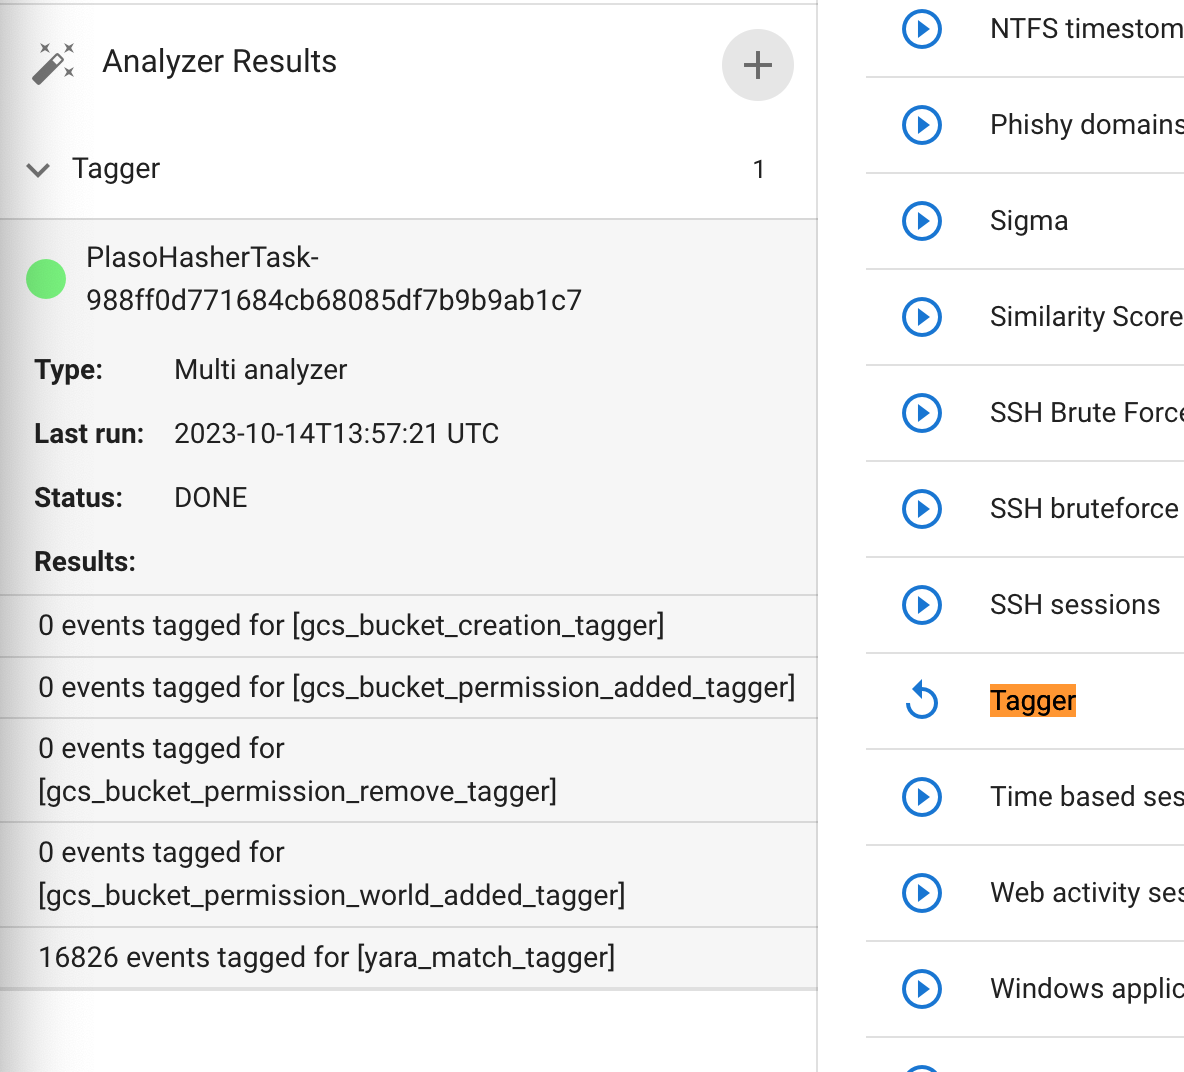 Analyzer Results
Tagger
1
PlasoHasherTask-
988ff0d771684cb68085df7b9b9ab1c7
Type: Multi analyzer
Last run: 2023-10-14T13:57:21 UTC
Status: DONE
Results:
0 events tagged for [gcs_bucket_creation_tagger]
0 events tagged for [gcs_bucket_permission_added_tagger]
0 events tagged for
[gcs_bucket_permission_remove_tagger]
0 events tagged for
[gcs_bucket_permission_world_added_tagger]
16826 events tagged for [yara_match_tagger]
NTFS timestom
Phishy domains
Sigma
Similarity Score
SSH Brute Force
SSH bruteforce
SSH sessions
Tagger
Time based ses
Web activity ses
Windows applic